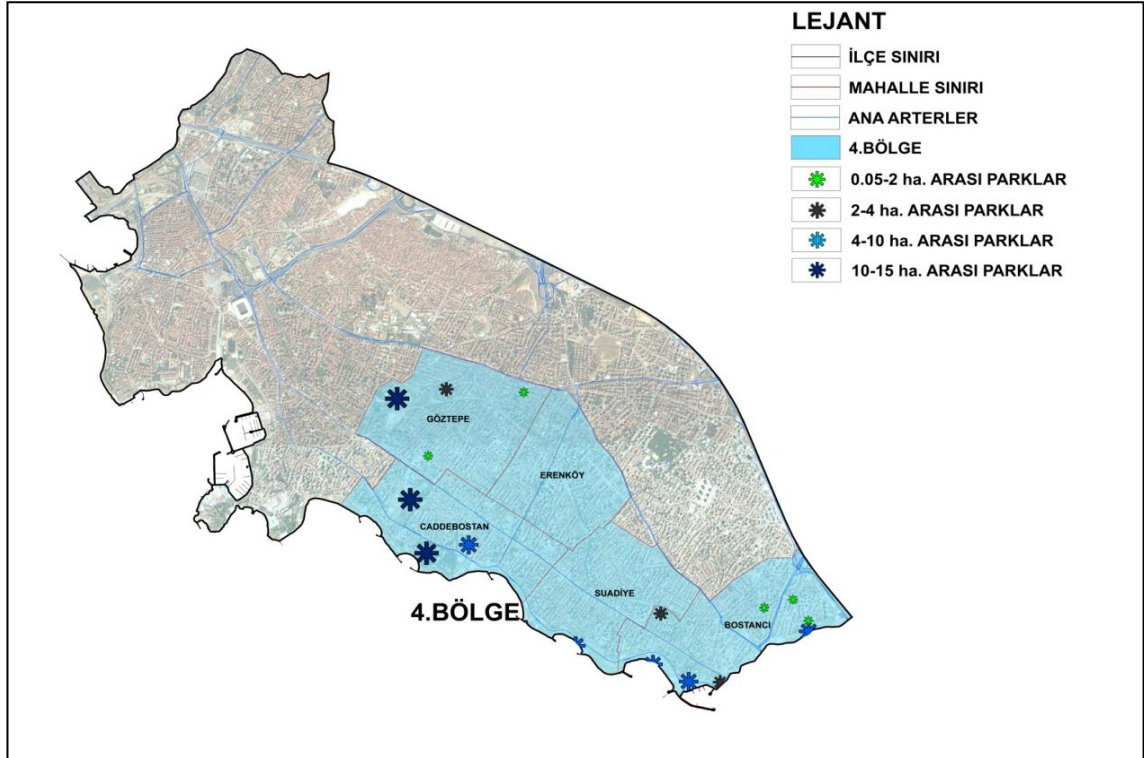 LEJANT
İLÇE SINIRI
MAHALLE SINIRI
ANA ARTERLER
4.BÖLGE
0.05-2 ha. ARASI PARKLAR
2-4 ha. ARASI PARKLAR
4-10 ha. ARASI PARKLAR
10-15 ha. ARASI PARKLAR
GÖZTEPE
ERENKÖY
CADDEBOSTAN
SUADİYE
4.BÖLGE
BOSTANCI